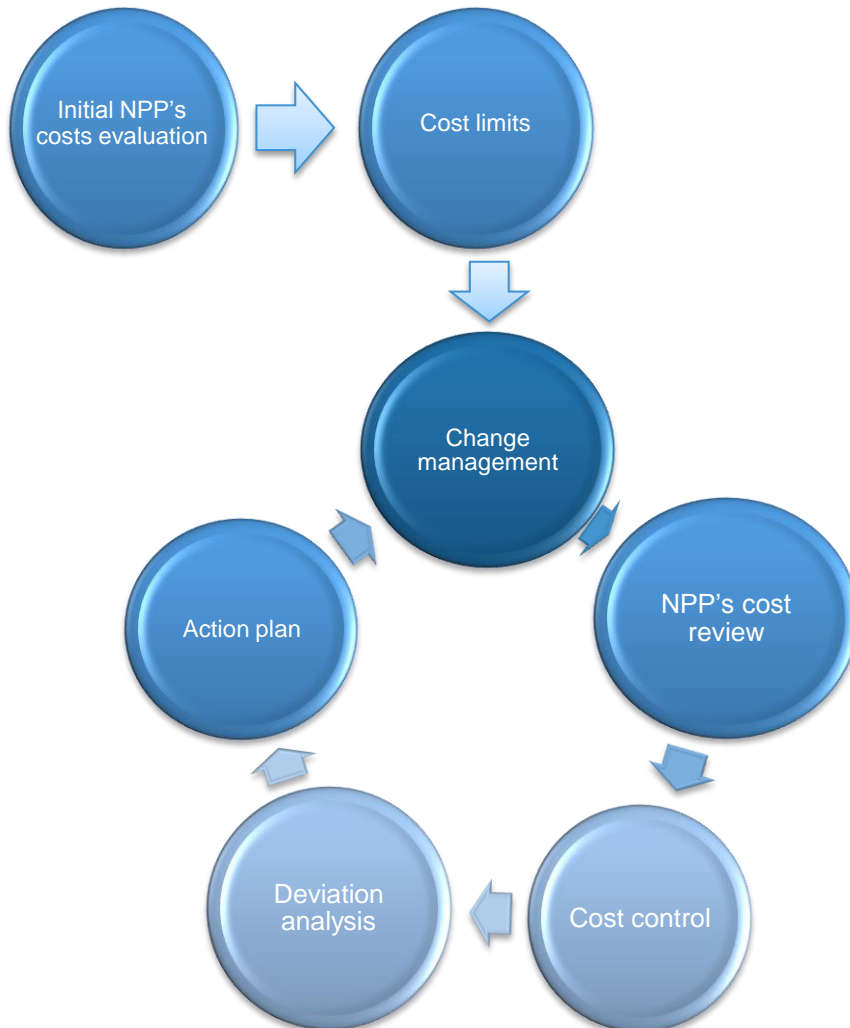 Initial NPP’s
costs evaluation
Cost limits
Change
management
NPP’s cost
review
Action plan
Deviation
analysis
Cost control